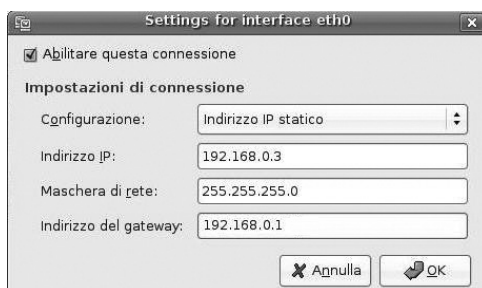 Settings for interface eth0
Abilitare questa connessione
Impostazioni di connessione
Configurazione: Indirizzo IP statico
Indirizzo IP: 192.168.0.3
Maschera di rete: 255.255.255.0
Indirizzo del gateway: 192.168.0.1
Annulla OK